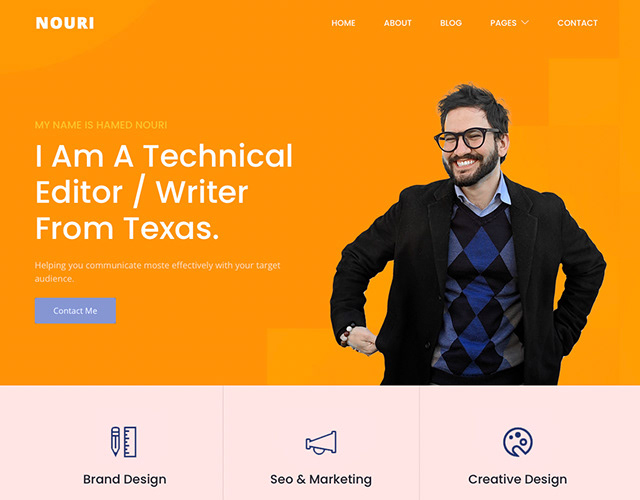 NOURI
HOME ABOUT BLOG PAGES CONTACT
MY NAME IS HAMED NOURI
I Am A Technical
Editor / Writer
From Texas.
Helping you communicate moste effectively with your target
audience.
Contact Me
Brand Design
Seo & Marketing
Creative Design